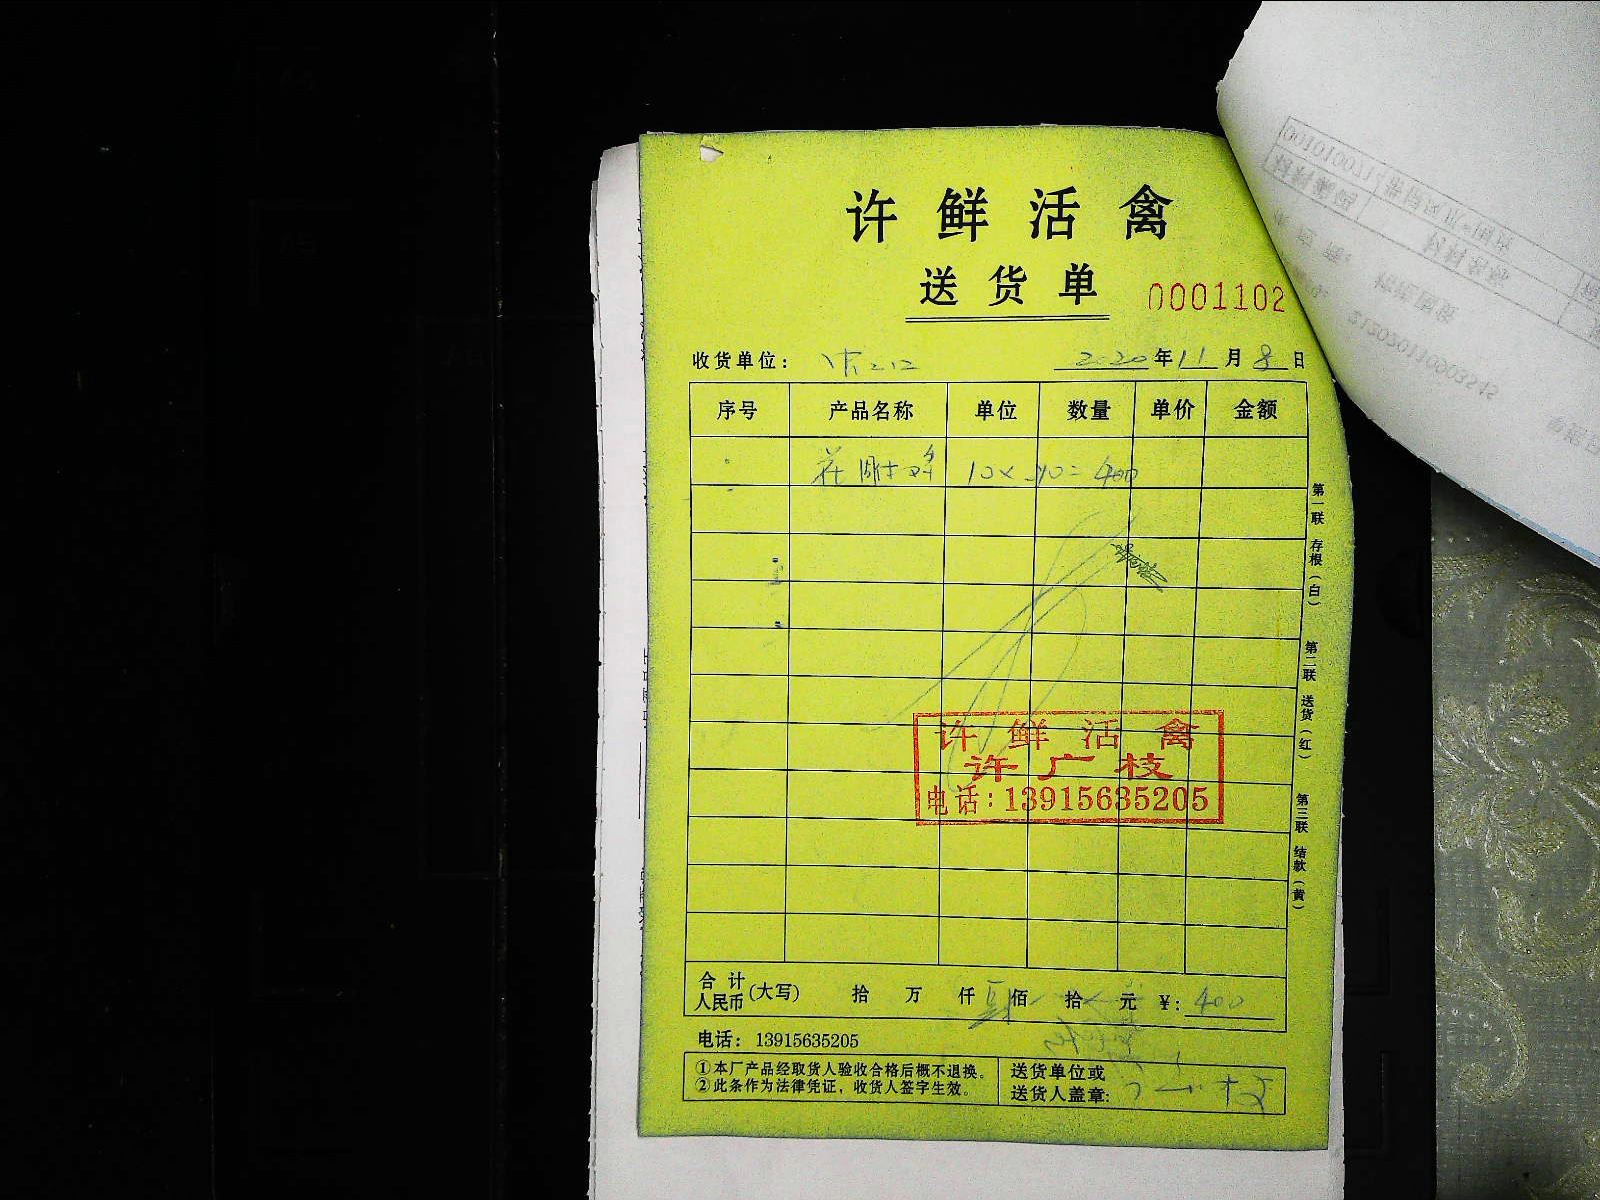 许鲜活禽
送货单 0001102
收货单位: 2020年11月8日
序号 产品名称 单位 数量 单价 金额
10×40=400
许鲜活禽
许广枝
电话:13915635205
合计人民币(大写) 拾 万 仟 佰 拾 元 ¥:400
电话: 13915635205
①本厂产品经取货人验收合格后概不退换。
②此条作为法律凭证,收货人签字生效。
送货单位或
送货人盖章:
第一联 存根(白)
第二联 送货(红)
第三联 结款(黄)